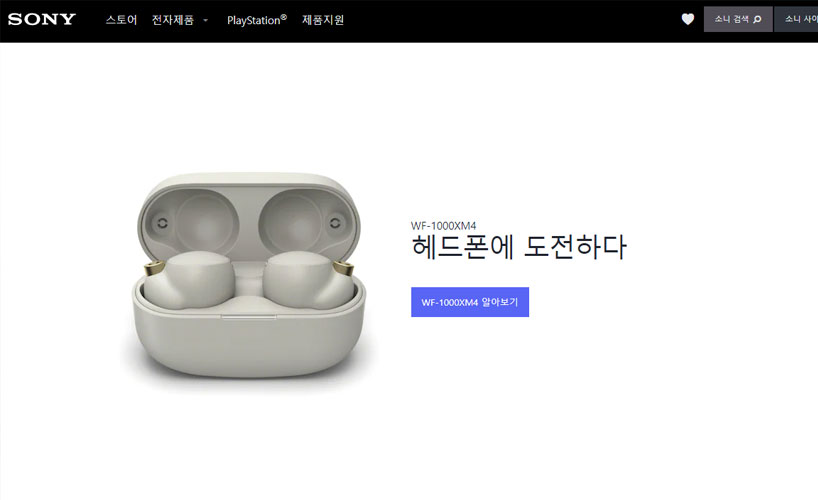 SONY 스토어 전자제품 PlayStation® 제품지원 소니 검색 소니 사이
WF-1000XM4
헤드폰에 도전하다
WF-1000XM4 알아보기